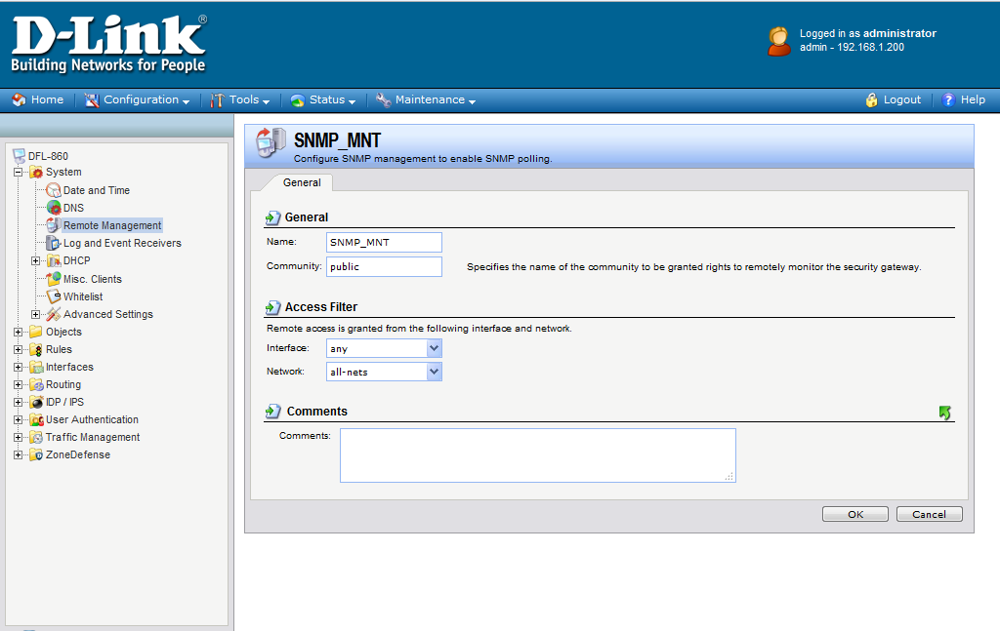 D-Link®
Building Networks for People
Logged in as administrator
admin - 192.168.1.200
Home Configuration Tools Status Maintenance Logout Help
DFL-860
System
Date and Time
DNS
Remote Management
Log and Event Receivers
DHCP
Misc. Clients
Whitelist
Advanced Settings
Objects
Rules
Interfaces
Routing
IDP / IPS
User Authentication
Traffic Management
ZoneDefense
SNMP_MNT
Configure SNMP management to enable SNMP polling.
General
General
Name: SNMP_MNT
Community: public Specifies the name of the community to be granted rights to remotely monitor the security gateway.
Access Filter
Remote access is granted from the following interface and network.
Interface: any
Network: all-nets
Comments
Comments:
OK Cancel